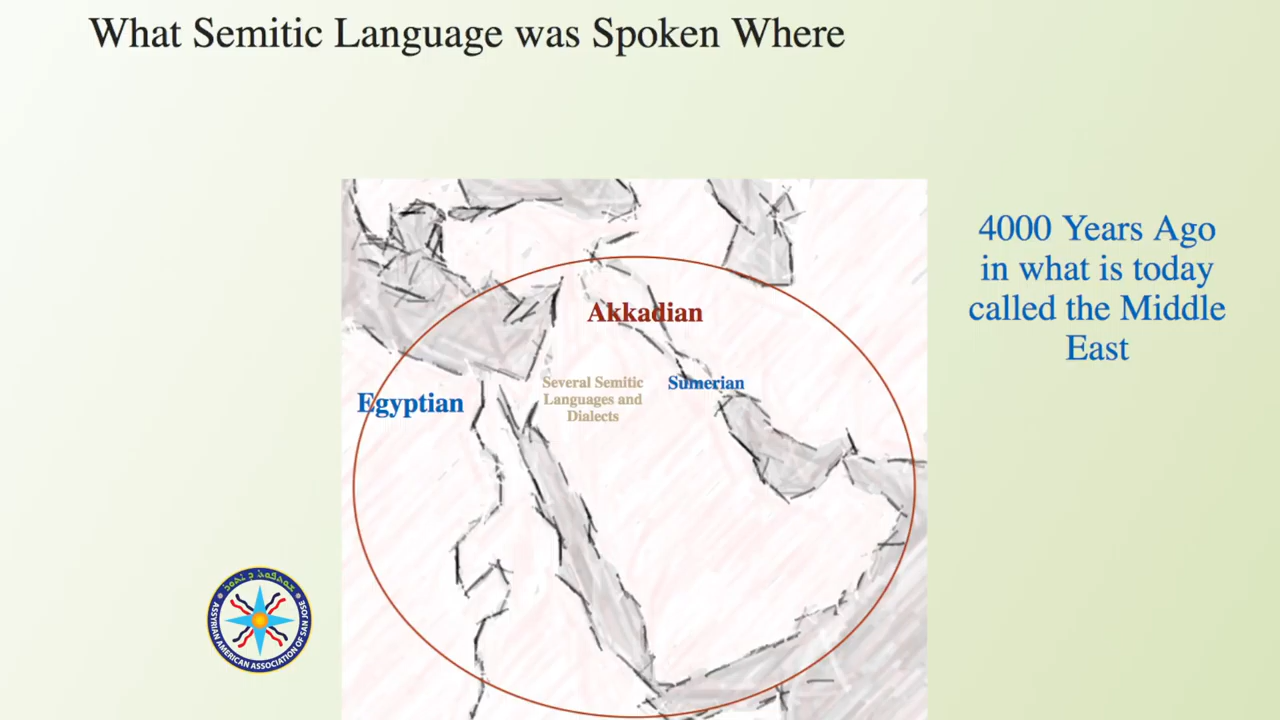 What Semitic Language was Spoken Where
4000 Years Ago
in what is today
called the Middle
East
Akkadian
Several Semitic
Languages and
Dialects
Sumerian
Egyptian
ASSYRIAN AMERICAN ASSOCIATION OF SAN JOSE